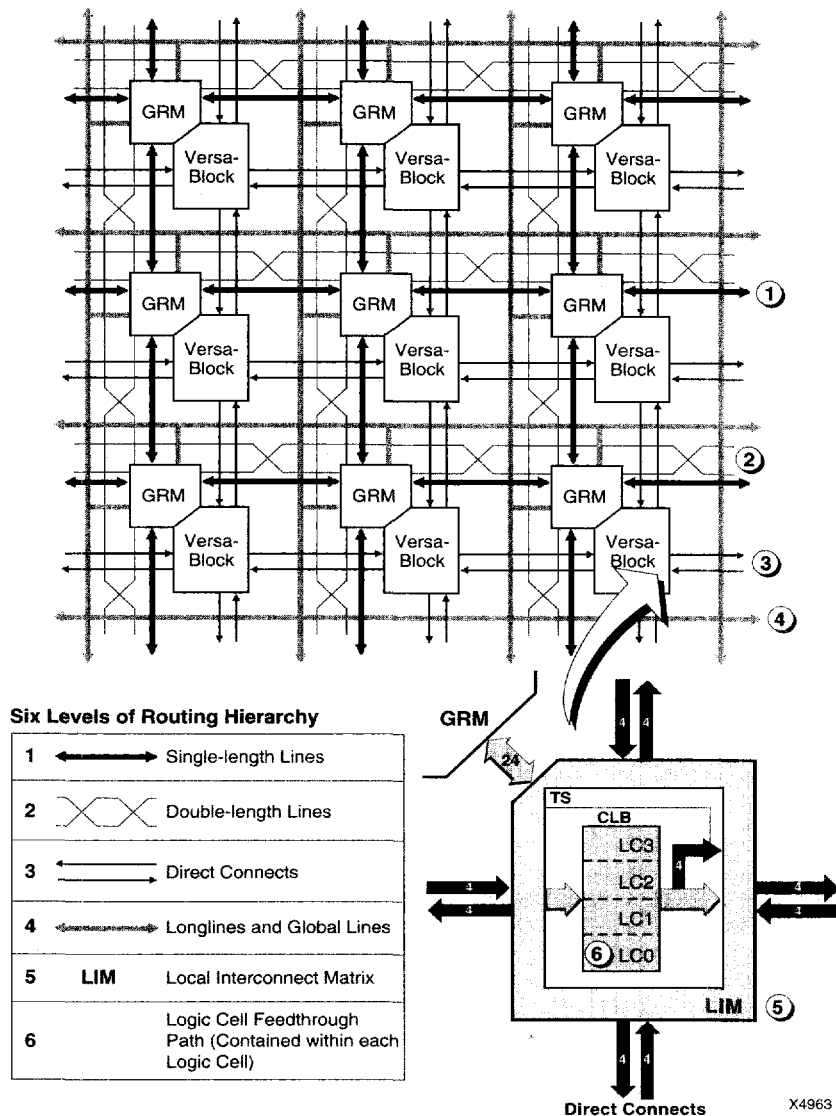 GRM
GRM
GRM
Versa-
Block
Versa-
Block
Versa-
Block
GRM
GRM
GRM
1
Versa-
Block
Versa-
Block
Versa-
Block
2
GRM
GRM
GRM
Versa-
Block
Versa-
Block
Versa-
Block
3
4
Six Levels of Routing Hierarchy
1 Single-length Lines
2 Double-length Lines
3 Direct Connects
4 Longlines and Global Lines
5 LIM Local Interconnect Matrix
6 Logic Cell Feedthrough
Path (Contained within each
Logic Cell)
GRM
24
4
4
TS
CLB
LC3
LC2
LC1
LC0
4
6
4
4
4
4
LIM
5
4
4
Direct Connects
X4963